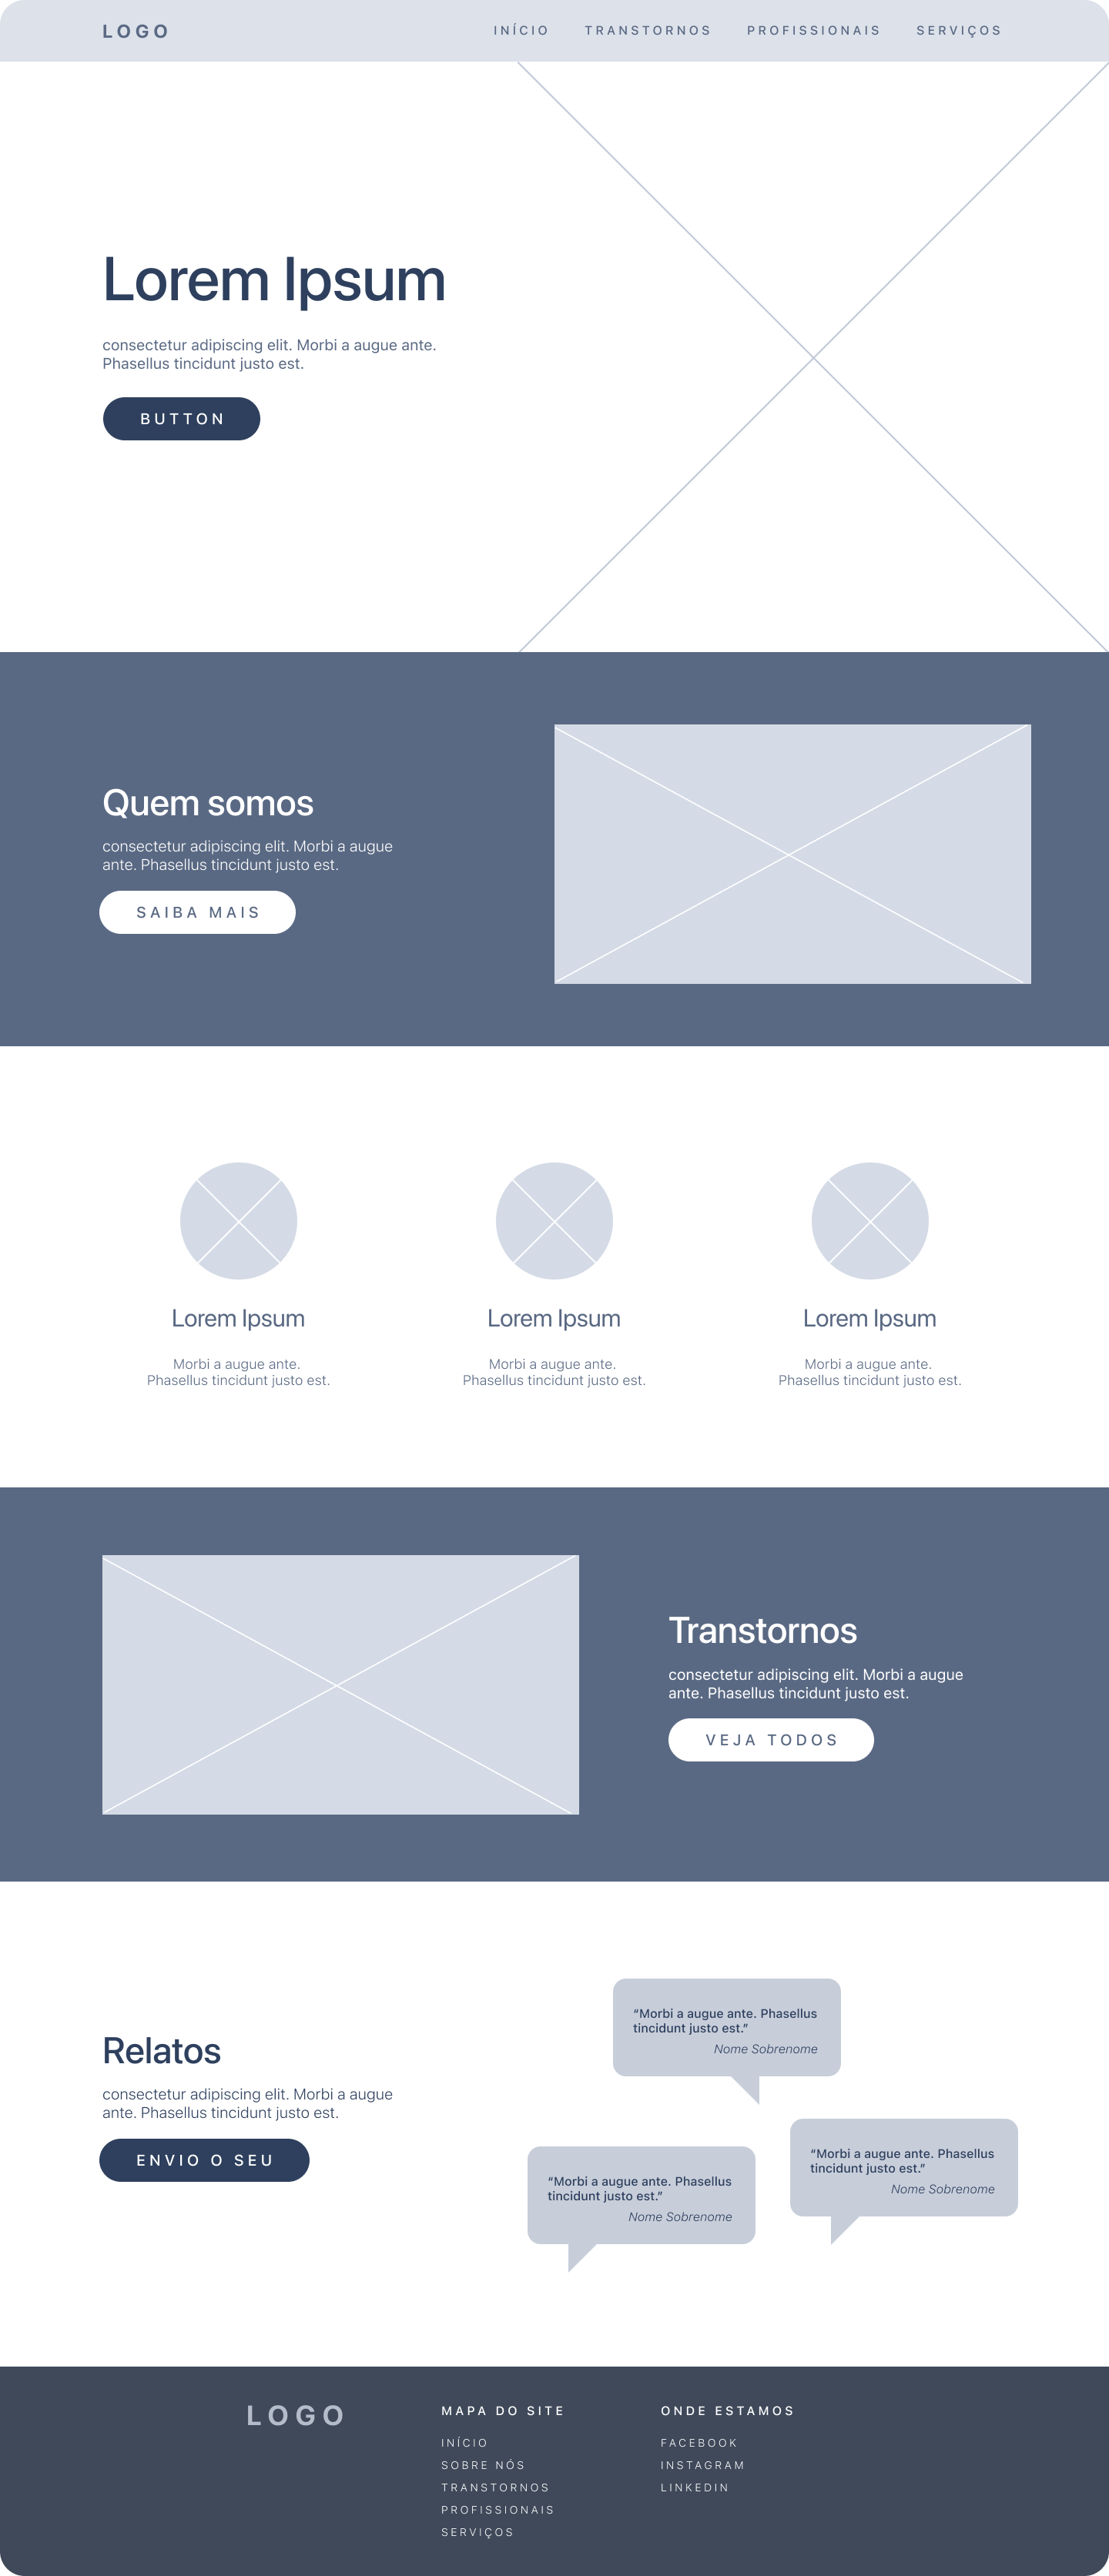 LOGO
INÍCIO TRANSTORNOS PROFISSIONAIS SERVIÇOS
Lorem Ipsum
consectetur adipiscing elit. Morbi a augue ante.
Phasellus tincidunt justo est.
BUTTON
Quem somos
consectetur adipiscing elit. Morbi a augue
ante. Phasellus tincidunt justo est.
SAIBA MAIS
Lorem Ipsum
Morbi a augue ante.
Phasellus tincidunt justo est.
Lorem Ipsum
Morbi a augue ante.
Phasellus tincidunt justo est.
Lorem Ipsum
Morbi a augue ante.
Phasellus tincidunt justo est.
Transtornos
consectetur adipiscing elit. Morbi a augue
ante. Phasellus tincidunt justo est.
VEJA TODOS
Relatos
consectetur adipiscing elit. Morbi a augue
ante. Phasellus tincidunt justo est.
ENVIO O SEU
“Morbi a augue ante. Phasellus
tincidunt justo est.”
Nome Sobrenome
“Morbi a augue ante. Phasellus
tincidunt justo est.”
Nome Sobrenome
“Morbi a augue ante. Phasellus
tincidunt justo est.”
Nome Sobrenome
LOGO
MAPA DO SITE
INÍCIO
SOBRE NÓS
TRANSTORNOS
PROFISSIONAIS
SERVIÇOS
ONDE ESTAMOS
FACEBOOK
INSTAGRAM
LINKEDIN